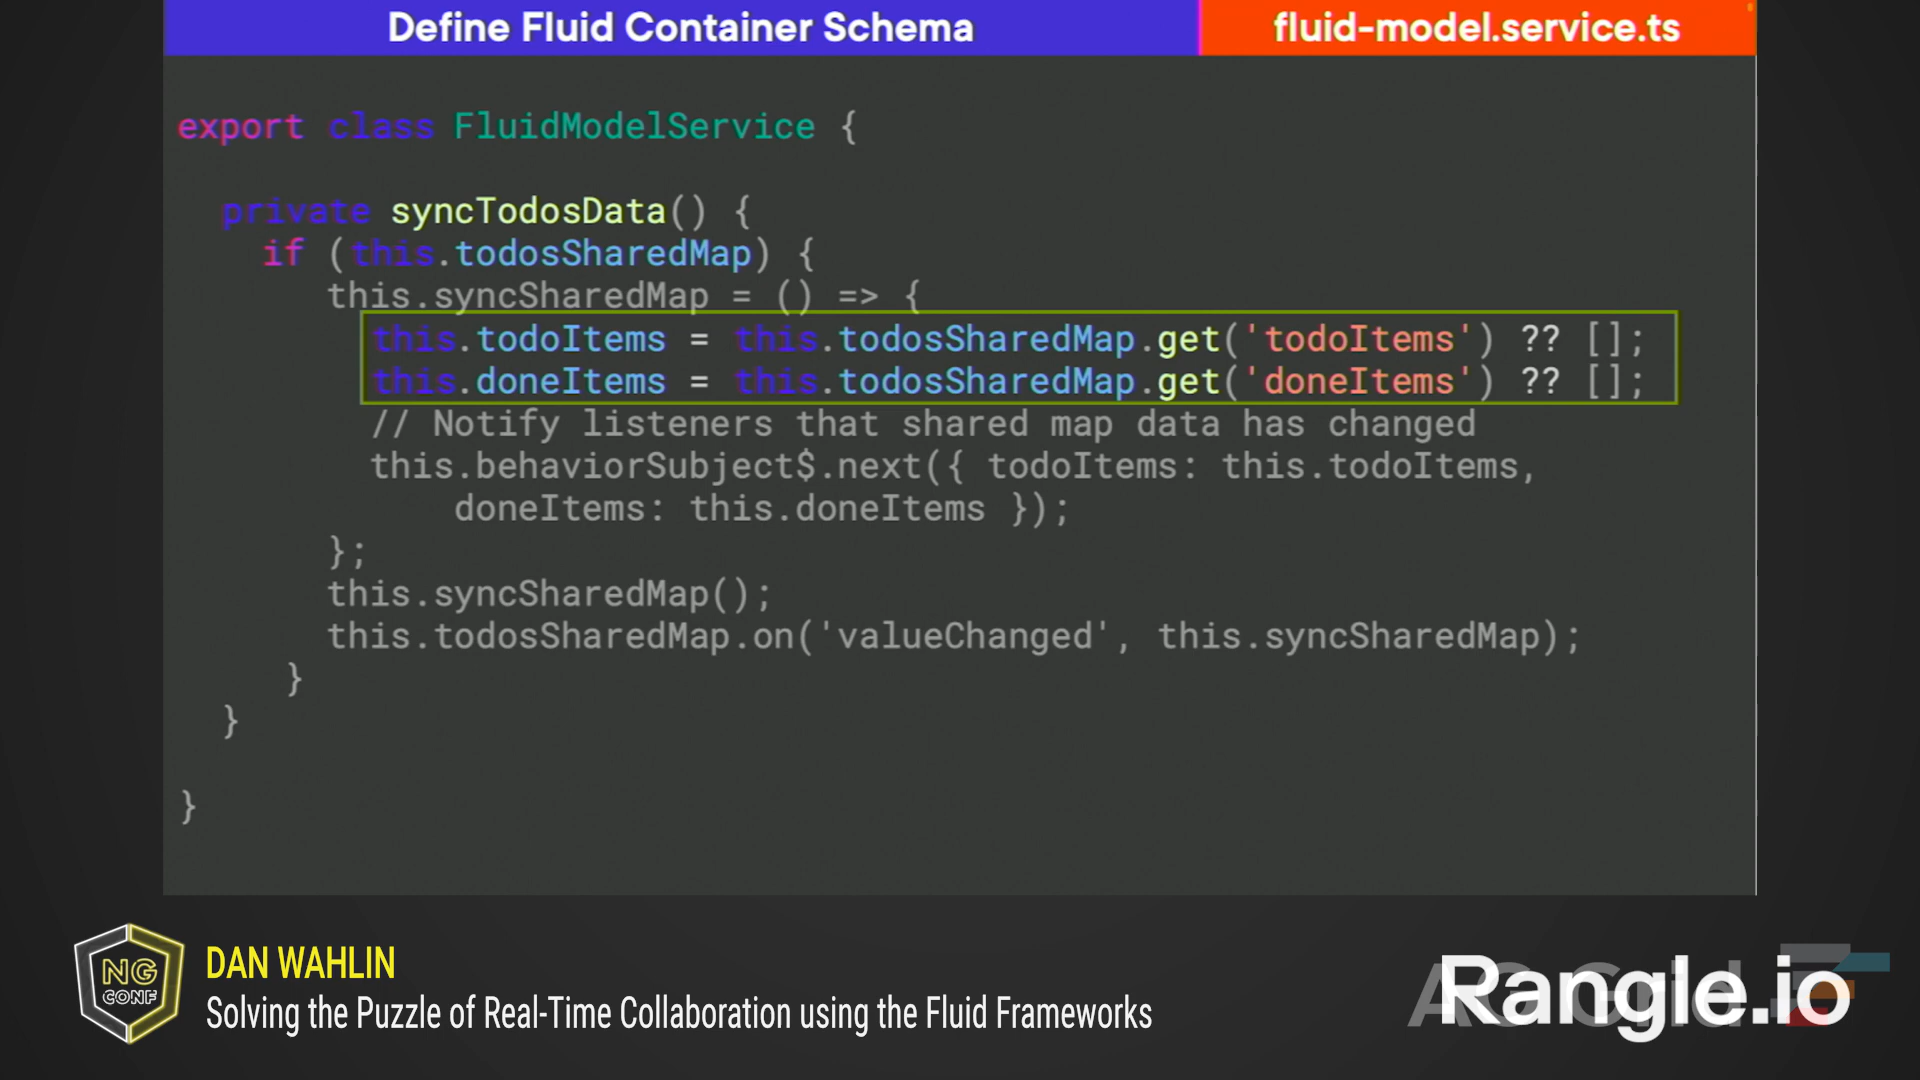 Define Fluid Container Schema
fluid-model.service.ts
export class FluidModelService {
private syncTodosData() {
if (this.todosSharedMap) {
this.syncSharedMap = () => {
this.todoItems = this.todosSharedMap.get('todoItems') ?? [];
this.doneItems = this.todosSharedMap.get('doneItems') ?? [];
// Notify listeners that shared map data has changed
this.behaviorSubject$.next({ todoItems: this.todoItems,
doneItems: this.doneItems });
};
this.syncSharedMap();
this.todosSharedMap.on('valueChanged', this.syncSharedMap);
}
}
}
NG
CONF
DAN WAHLIN
Solving the Puzzle of Real-Time Collaboration using the Fluid Frameworks
Rangle.io